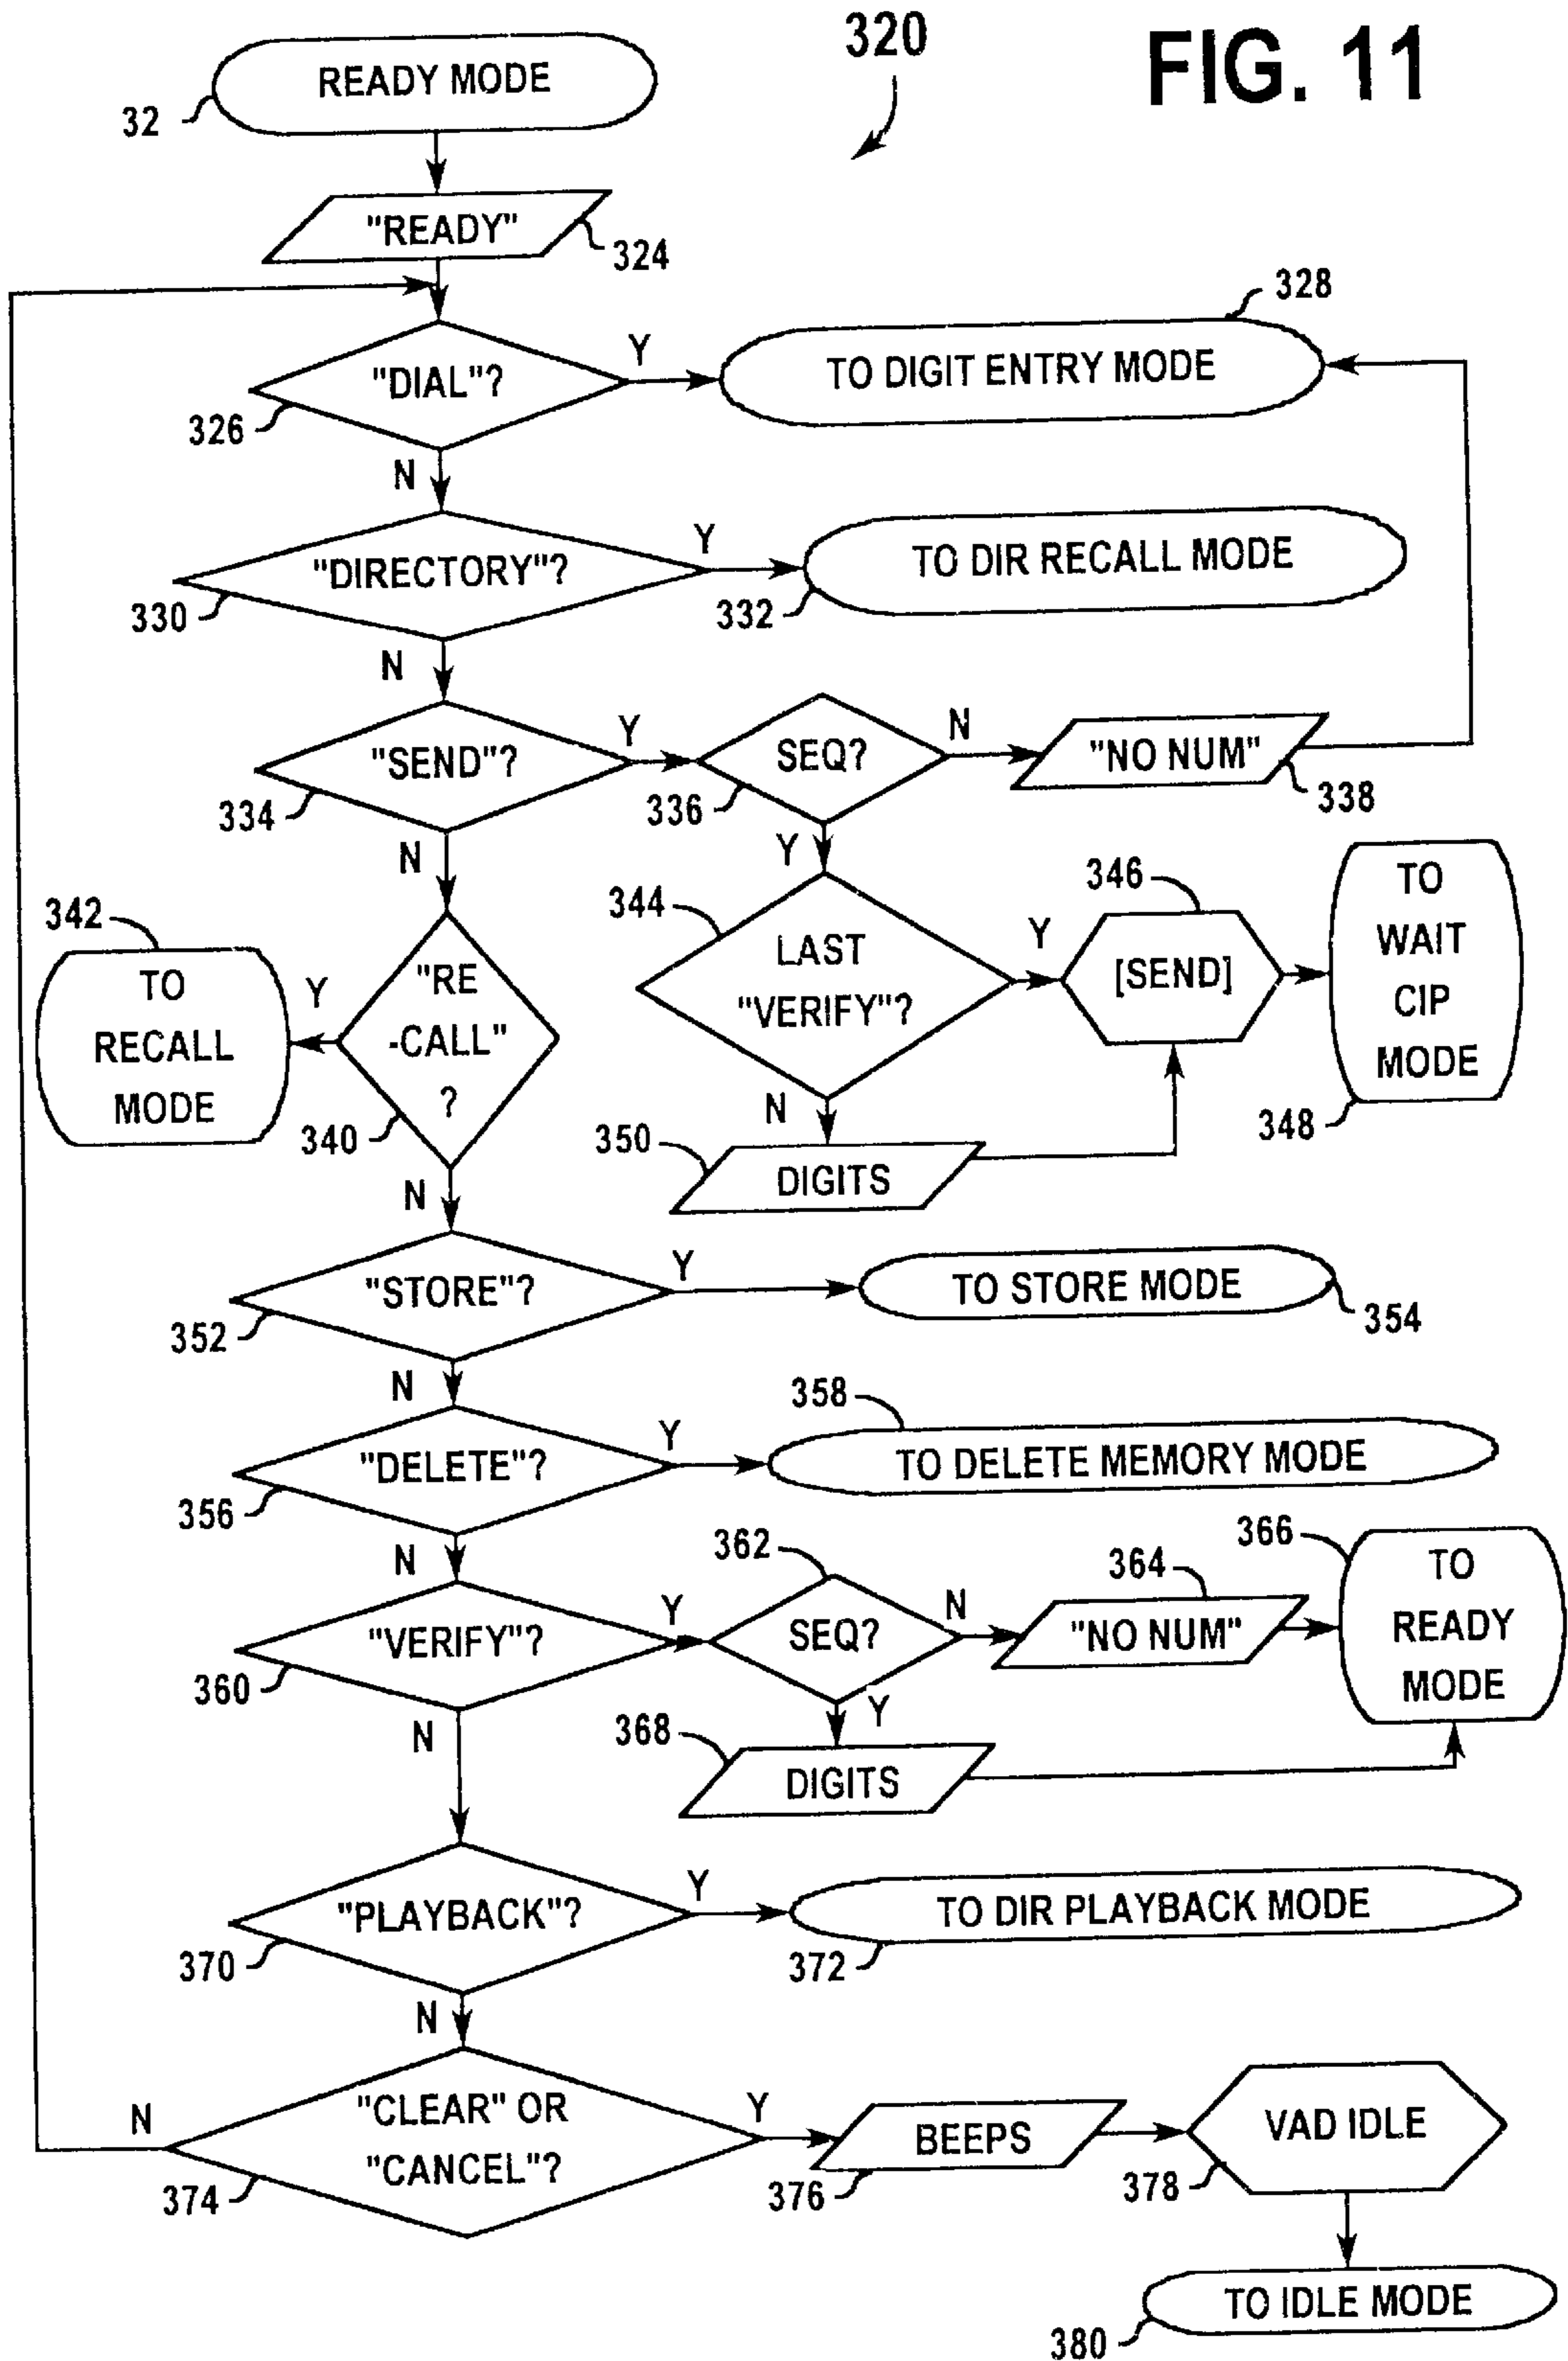 320
FIG. 11
READY MODE
32
"READY"
324
"DIAL"?
326
Y
N
TO DIGIT ENTRY MODE
328
"DIRECTORY"?
330
Y
N
TO DIR RECALL MODE
332
"SEND"?
334
Y
N
SEQ?
336
N
Y
"NO NUM"
338
342
TO
RECALL
MODE
Y
"RE
-CALL"
?
340
N
344
LAST
"VERIFY"?
Y
N
346
[SEND]
TO
WAIT
CIP
MODE
348
350
DIGITS
"STORE"?
352
Y
N
TO STORE MODE
354
"DELETE"?
356
Y
N
358
TO DELETE MEMORY MODE
"VERIFY"?
360
Y
N
362
SEQ?
N
Y
364
"NO NUM"
366
TO
READY
MODE
368
DIGITS
"PLAYBACK"?
370
Y
N
TO DIR PLAYBACK MODE
372
N
"CLEAR" OR
"CANCEL"?
374
Y
BEEPS
376
VAD IDLE
378
TO IDLE MODE
380